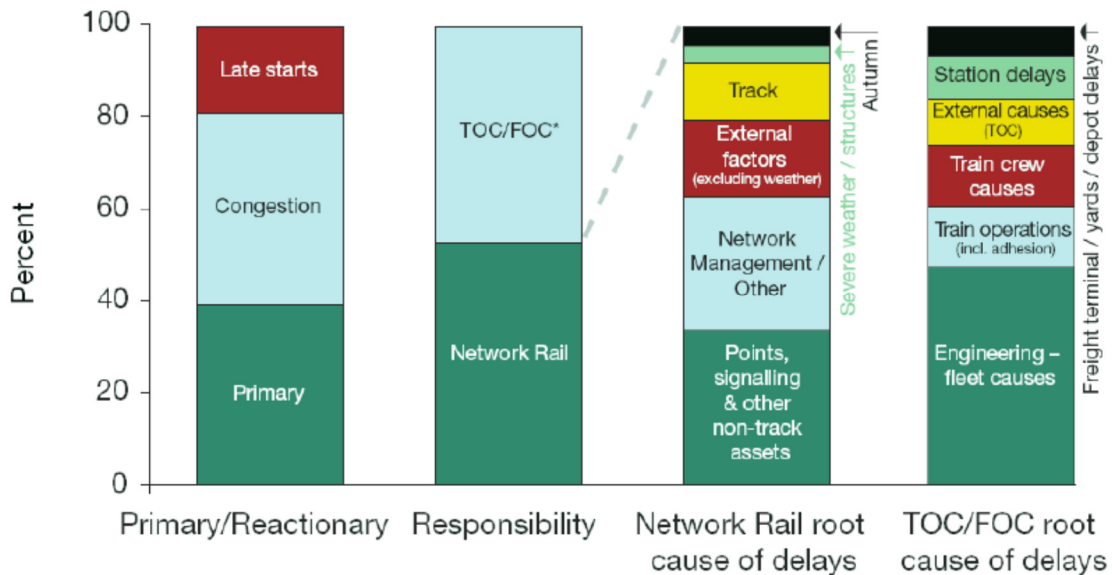 100
80
60
40
20
0
Percent
Late starts
Congestion
Primary
TOC/FOC*
Network Rail
Track
External
factors
(excluding weather)
Network
Management /
Other
Points,
signalling
& other
non-track
assets
Severe weather / structures
Autumn
Station delays
External causes
(TOC)
Train crew
causes
Train operations
(incl. adhesion)
Engineering –
fleet causes
Freight terminal / yards / depot delays
Primary/Reactionary
Responsibility
Network Rail root
cause of delays
TOC/FOC root
cause of delays